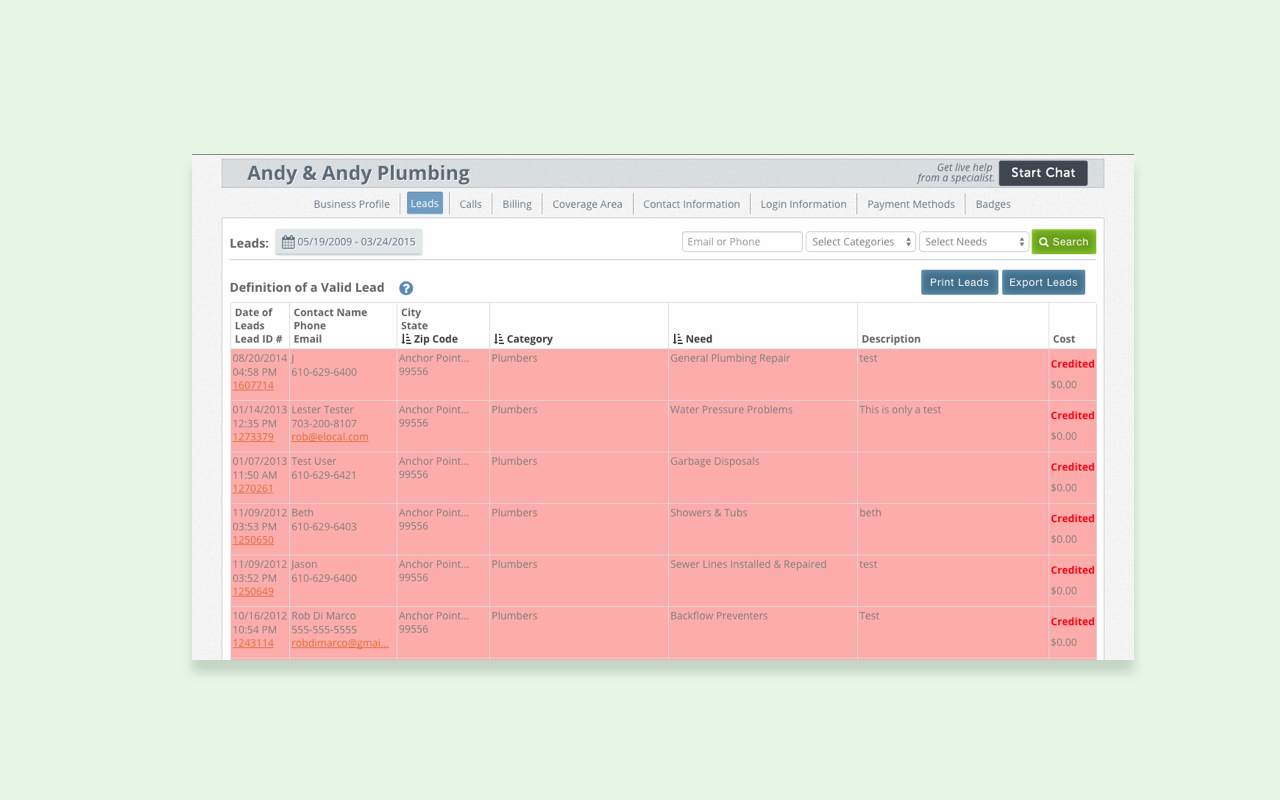 Andy & Andy Plumbing
Get live help
from a specialist.
Start Chat
Business Profile
Leads
Calls
Billing
Coverage Area
Contact Information
Login Information
Payment Methods
Badges
Leads:
05/19/2009 - 03/24/2015
Email or Phone
Select Categories
Select Needs
Search
Definition of a Valid Lead
?
Print Leads
Export Leads
Date of
Leads
Lead ID #
Contact Name
Phone
Email
City
State
Zip Code
Category
Need
Description
Cost
08/20/2014
04:58 PM
1607714
J
610-629-6400
Anchor Point...
99556
Plumbers
General Plumbing Repair
test
Credited
$0.00
01/14/2013
12:35 PM
1273379
Lester Tester
703-200-8107
rob@elocal.com
Anchor Point...
99556
Plumbers
Water Pressure Problems
This is only a test
Credited
$0.00
01/07/2013
11:50 AM
1270261
Test User
610-629-6421
Anchor Point...
99556
Plumbers
Garbage Disposals
Credited
$0.00
11/09/2012
03:53 PM
1250650
Beth
610-629-6403
Anchor Point...
99556
Plumbers
Showers & Tubs
beth
Credited
$0.00
11/09/2012
03:52 PM
1250649
Jason
610-629-6400
Anchor Point...
99556
Plumbers
Sewer Lines Installed & Repaired
test
Credited
$0.00
10/16/2012
10:54 PM
1243114
Rob Di Marco
555-555-5555
robdimarco@gmai...
Anchor Point...
99556
Plumbers
Backflow Preventers
Test
Credited
$0.00